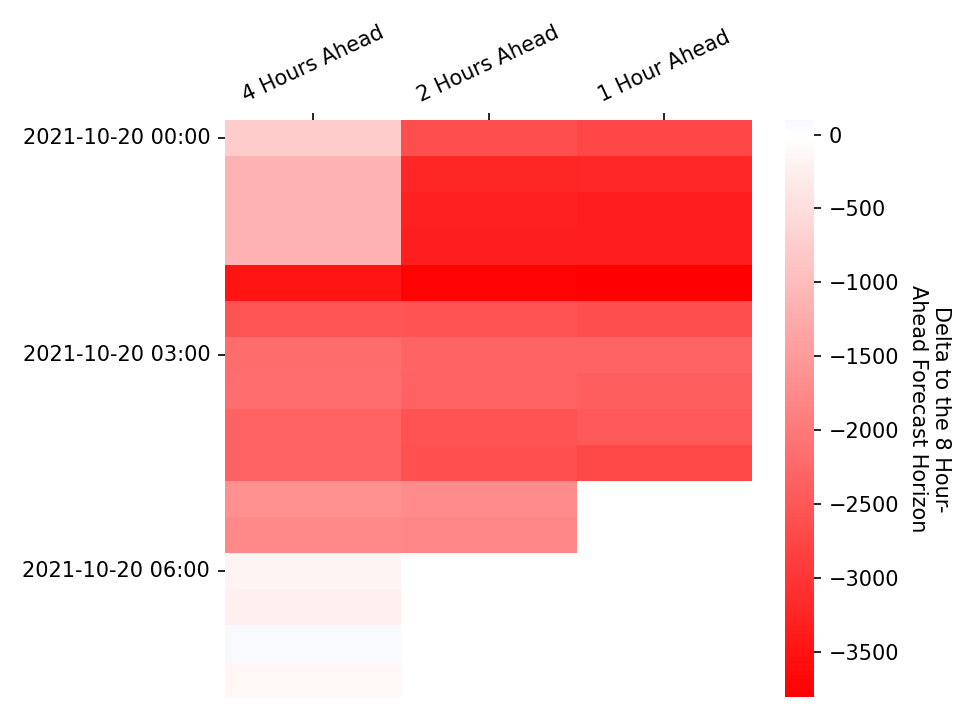 4 Hours Ahead
2 Hours Ahead
1 Hour Ahead
2021-10-20 00:00
2021-10-20 03:00
2021-10-20 06:00
0
−500
−1000
−1500
−2000
−2500
−3000
−3500
Delta to the 8 Hour-
Ahead Forecast Horizon